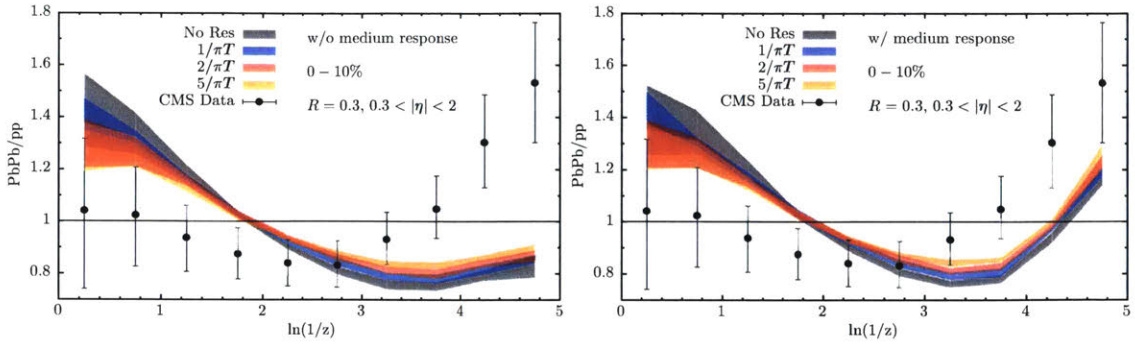 1.8
1.6
1.4
1.2
1
0.8
PbPb/pp
No Res
1/πT
2/πT
5/πT
CMS Data
w/o medium response
0 − 10%
R = 0.3, 0.3 < |η| < 2
0 1 2 3 4 5
ln(1/z)
1.8
1.6
1.4
1.2
1
0.8
PbPb/pp
No Res
1/πT
2/πT
5/πT
CMS Data
w/ medium response
0 − 10%
R = 0.3, 0.3 < |η| < 2
0 1 2 3 4 5
ln(1/z)